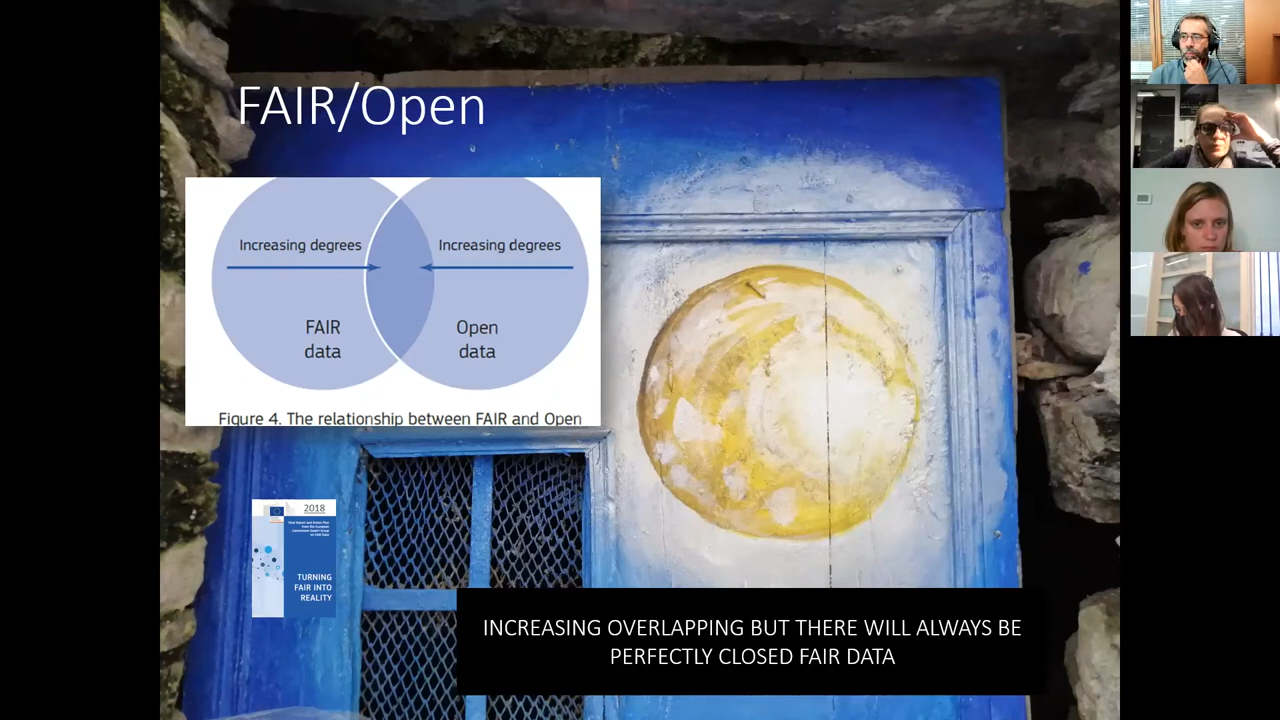 FAIR/Open
Increasing degrees
Increasing degrees
FAIR
data
Open
data
Figure 4. The relationship between FAIR and Open
2018
TURNING
FAIR INTO
REALITY
INCREASING OVERLAPPING BUT THERE WILL ALWAYS BE
PERFECTLY CLOSED FAIR DATA